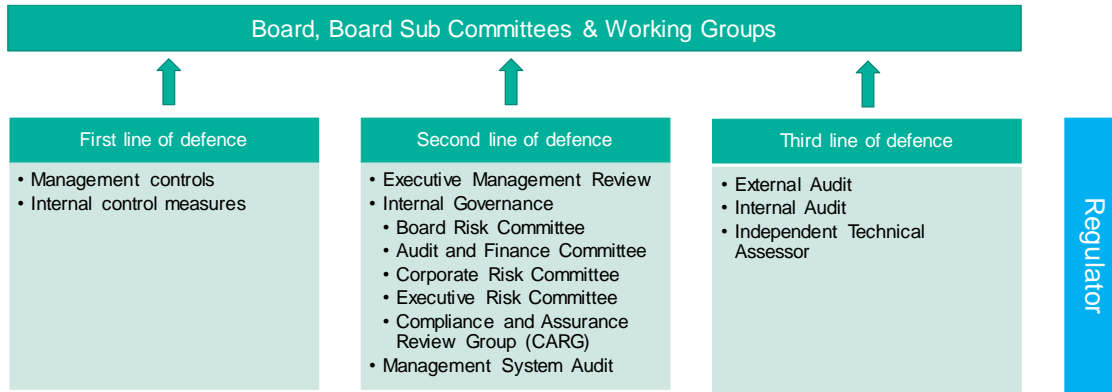 Board, Board Sub Committees & Working Groups
First line of defence
• Management controls
• Internal control measures
Second line of defence
• Executive Management Review
• Internal Governance
• Board Risk Committee
• Audit and Finance Committee
• Corporate Risk Committee
• Executive Risk Committee
• Compliance and Assurance
Review Group (CARG)
• Management System Audit
Third line of defence
• External Audit
• Internal Audit
• Independent Technical
Assessor
Regulator